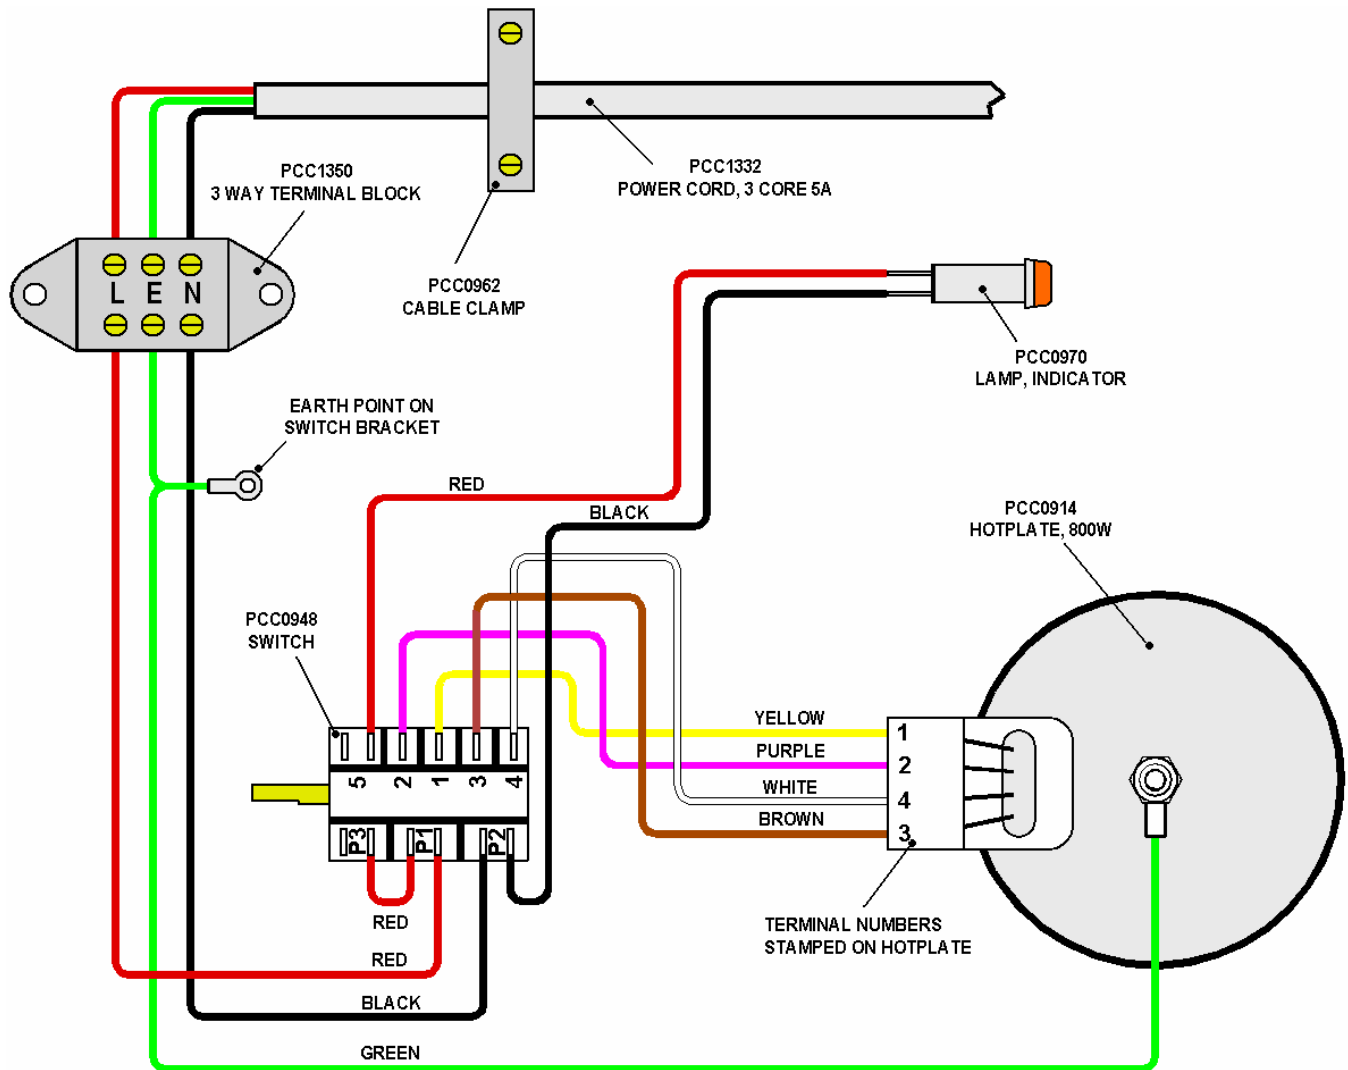 PCC1350
3 WAY TERMINAL BLOCK
PCC1332
POWER CORD, 3 CORE 5A
L E N
PCC0962
CABLE CLAMP
PCC0970
LAMP, INDICATOR
EARTH POINT ON
SWITCH BRACKET
RED
BLACK
PCC0914
HOTPLATE, 800W
PCC0948
SWITCH
YELLOW
PURPLE
WHITE
BROWN
1
2
4
3
5 2 1 3 4
P3 P1 P2
TERMINAL NUMBERS
STAMPED ON HOTPLATE
RED
RED
BLACK
GREEN